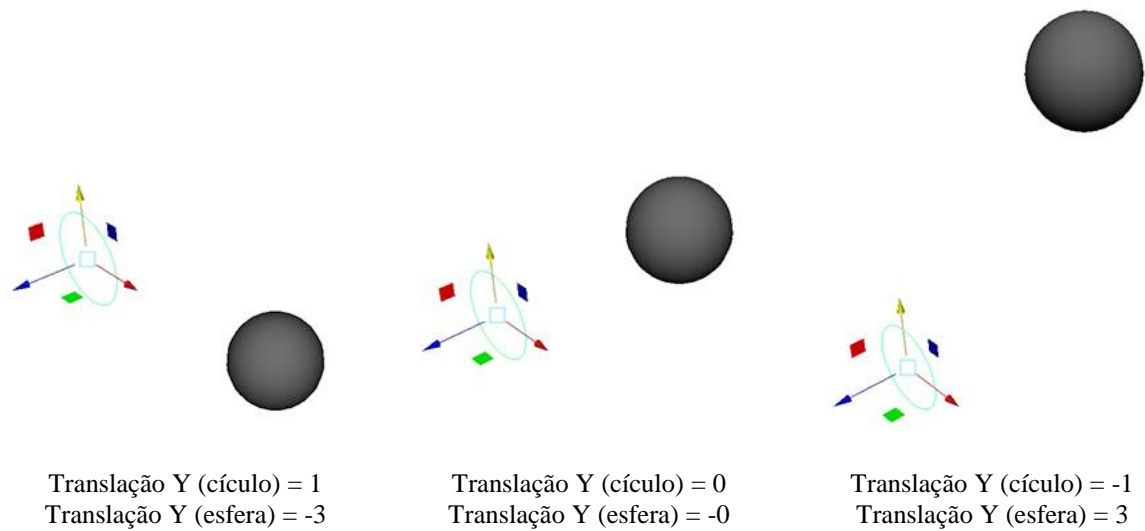 Translação Y (cículo) = 1
Translação Y (esfera) = -3
Translação Y (cículo) = 0
Translação Y (esfera) = -0
Translação Y (cículo) = -1
Translação Y (esfera) = 3